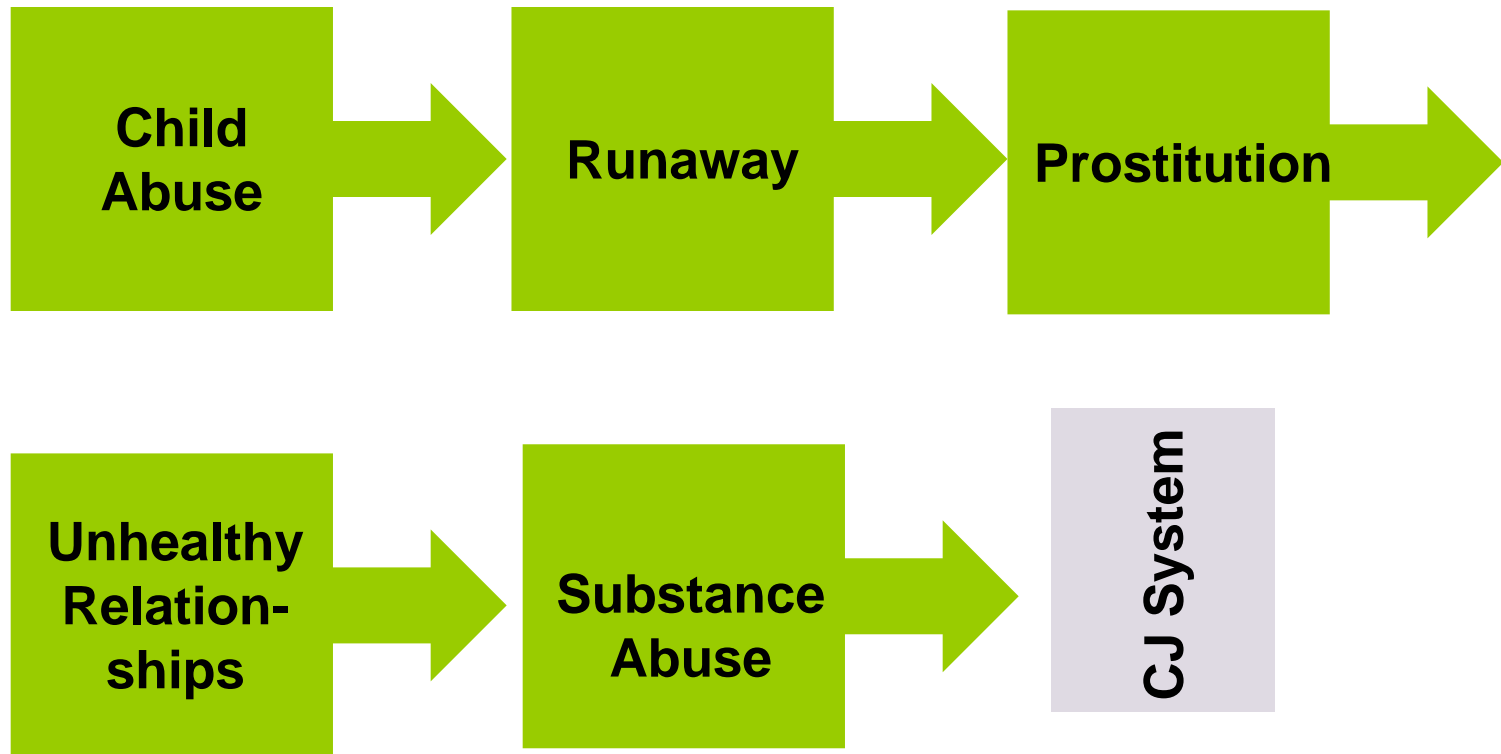 Child
Abuse
Runaway
Prostitution
Unhealthy
Relation-
ships
Substance
Abuse
CJ System